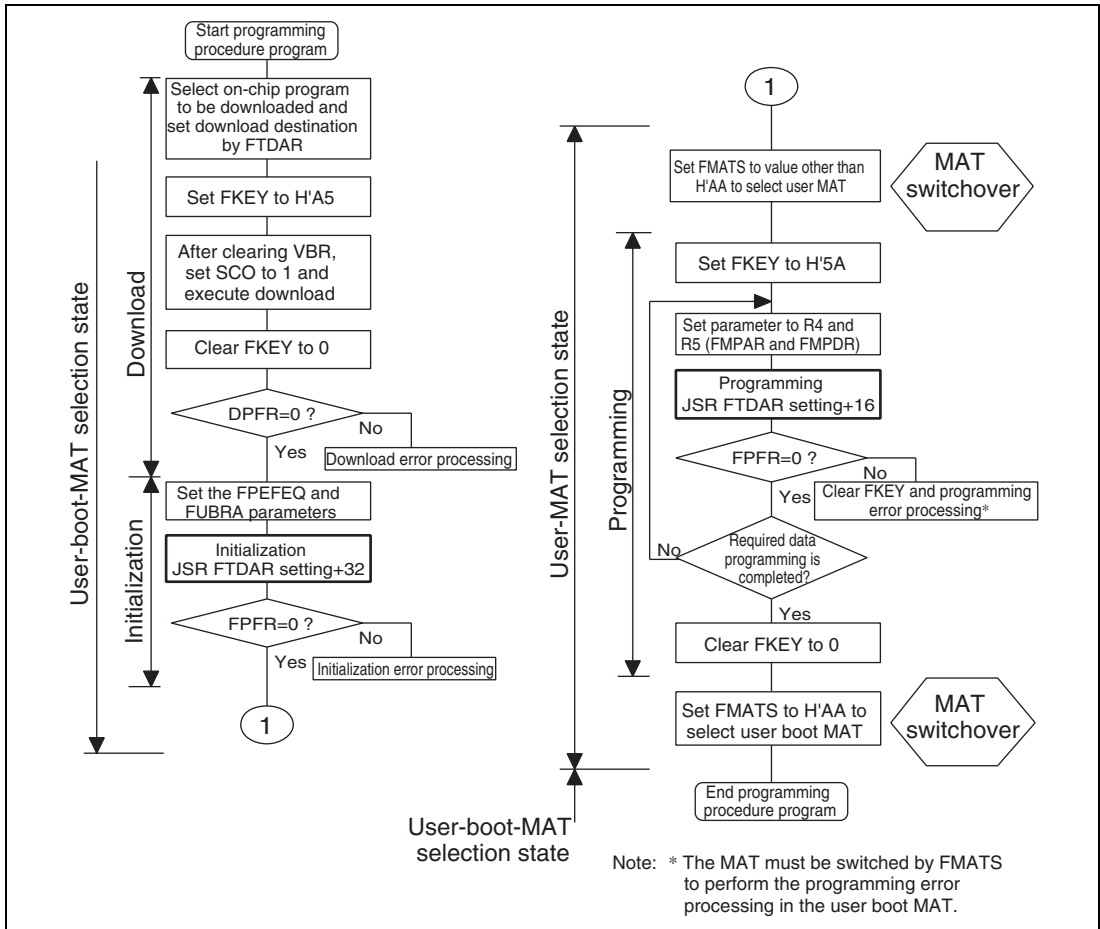 Start programming
procedure program
Select on-chip program
to be downloaded and
set download destination
by FTDAR
Set FKEY to H'A5
After clearing VBR,
set SCO to 1 and
execute download
Clear FKEY to 0
DPFR=0 ?
Yes
No
Download error processing
Set the FPEFEQ and
FUBRA parameters
Initialization
JSR FTDAR setting+32
FPFR=0 ?
No
Yes
Initialization error processing
1
User-boot-MAT selection state
Download
Initialization
1
Set FMATS to value other than
H'AA to select user MAT
MAT
switchover
Set FKEY to H'5A
Set parameter to R4 and
R5 (FMPAR and FMPDR)
Programming
JSR FTDAR setting+16
FPFR=0 ?
No
Yes
Clear FKEY and programming
error processing*
Required data
programming is
completed?
No
Yes
Clear FKEY to 0
Set FMATS to H'AA to
select user boot MAT
MAT
switchover
End programming
procedure program
User-MAT selection state
Programming
User-boot-MAT
selection state
Note: * The MAT must be switched by FMATS
to perform the programming error
processing in the user boot MAT.